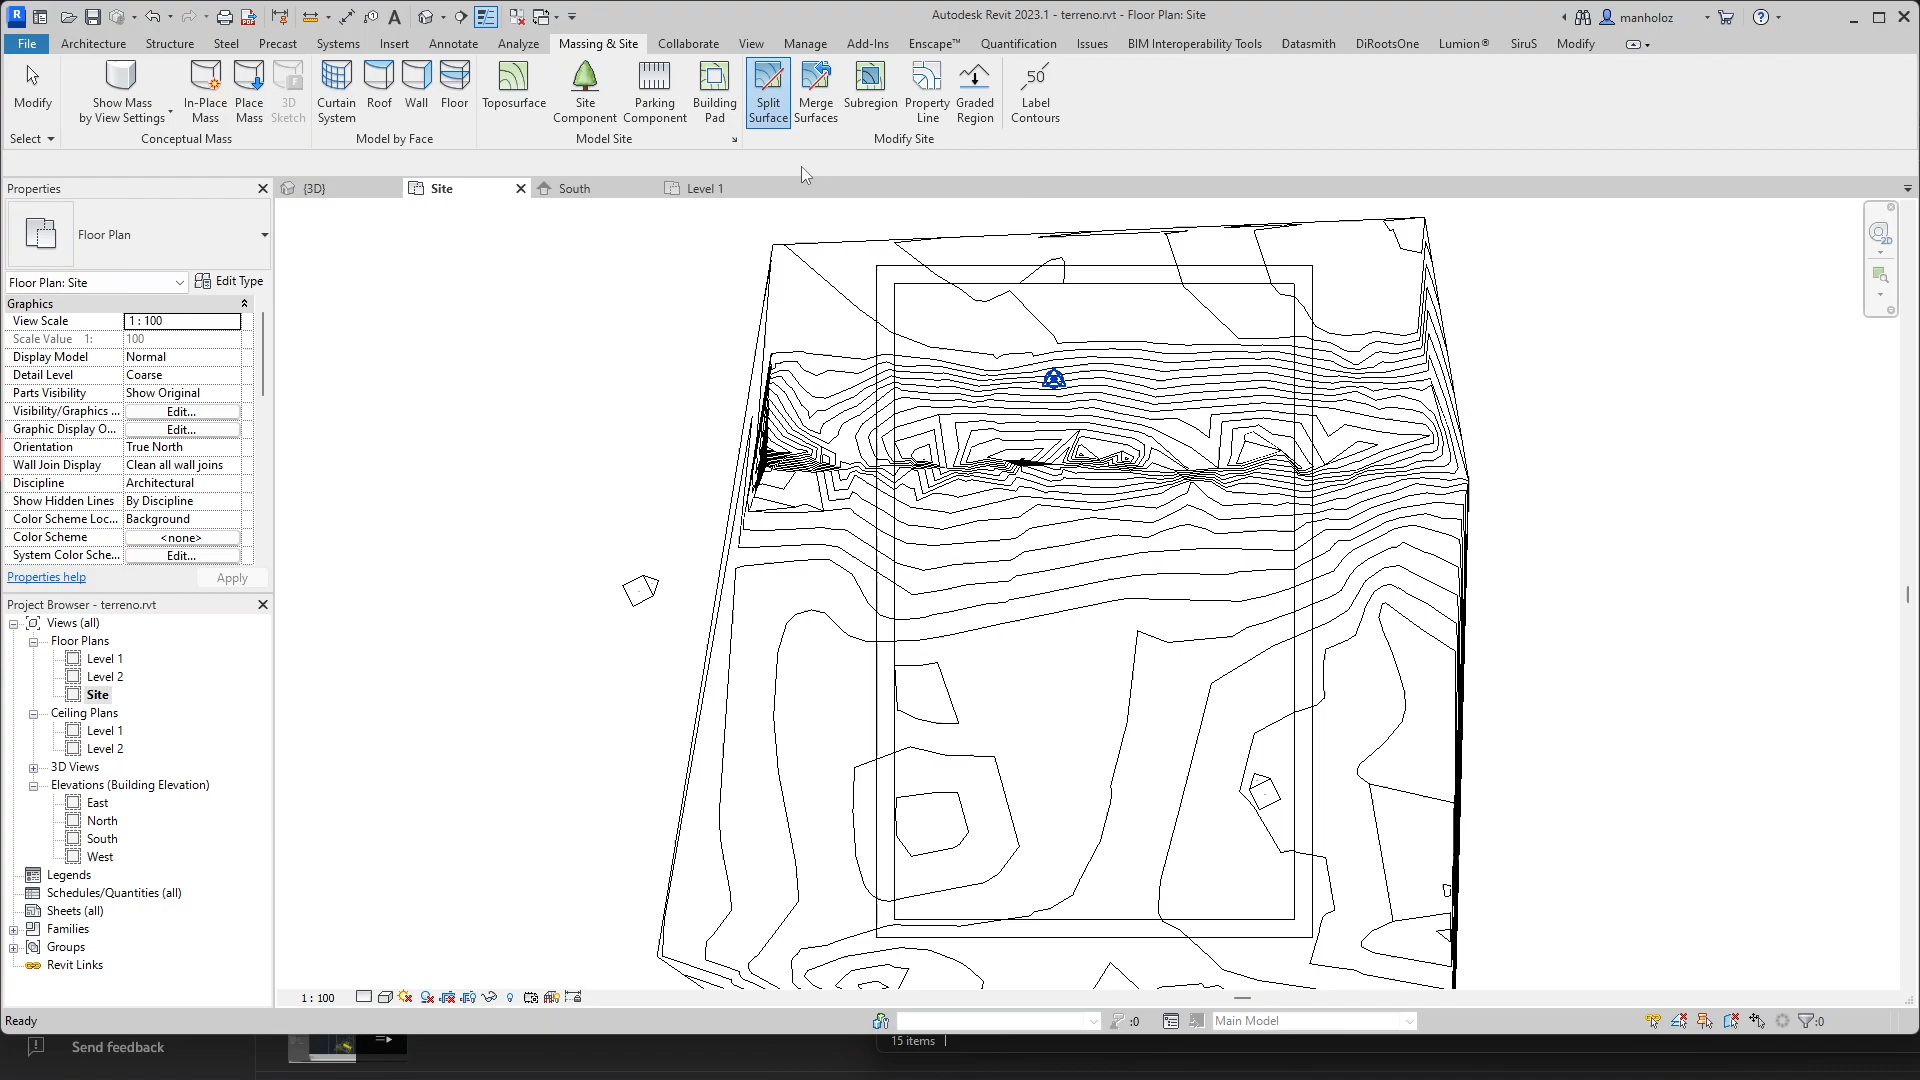 Autodesk Revit 2023.1 - terreno.rvt - Floor Plan: Site
manholoz
File Architecture Structure Steel Precast Systems Insert Annotate Analyze Massing & Site Collaborate View Manage Add-Ins Enscape™ Quantification Issues BIM Interoperability Tools Datasmith DiRootsOne Lumion® SiruS Modify
Modify
Show Mass by View Settings
In-Place Mass
Place Mass
3D Sketch
Curtain System
Roof
Wall
Floor
Toposurface
Site Component
Parking Component
Building Pad
Split Surface
Merge Surfaces
Subregion
Property Line
Graded Region
50
Label Contours
Select
Conceptual Mass
Model by Face
Model Site
Modify Site
Properties
{3D}
Site
South
Level 1
Floor Plan
2D
Floor Plan: Site
Edit Type
Graphics
View Scale 1 : 100
Scale Value 1: 100
Display Model Normal
Detail Level Coarse
Parts Visibility Show Original
Visibility/Graphics ... Edit...
Graphic Display O... Edit...
Orientation True North
Wall Join Display Clean all wall joins
Discipline Architectural
Show Hidden Lines By Discipline
Color Scheme Loc... Background
Color Scheme <none>
System Color Sche... Edit...
Properties help
Apply
Project Browser - terreno.rvt
Views (all)
Floor Plans
Level 1
Level 2
Site
Ceiling Plans
Level 1
Level 2
3D Views
Elevations (Building Elevation)
East
North
South
West
Legends
Schedules/Quantities (all)
Sheets (all)
Families
Groups
Revit Links
1 : 100
Ready
:0
Main Model
:0
Send feedback
15 items